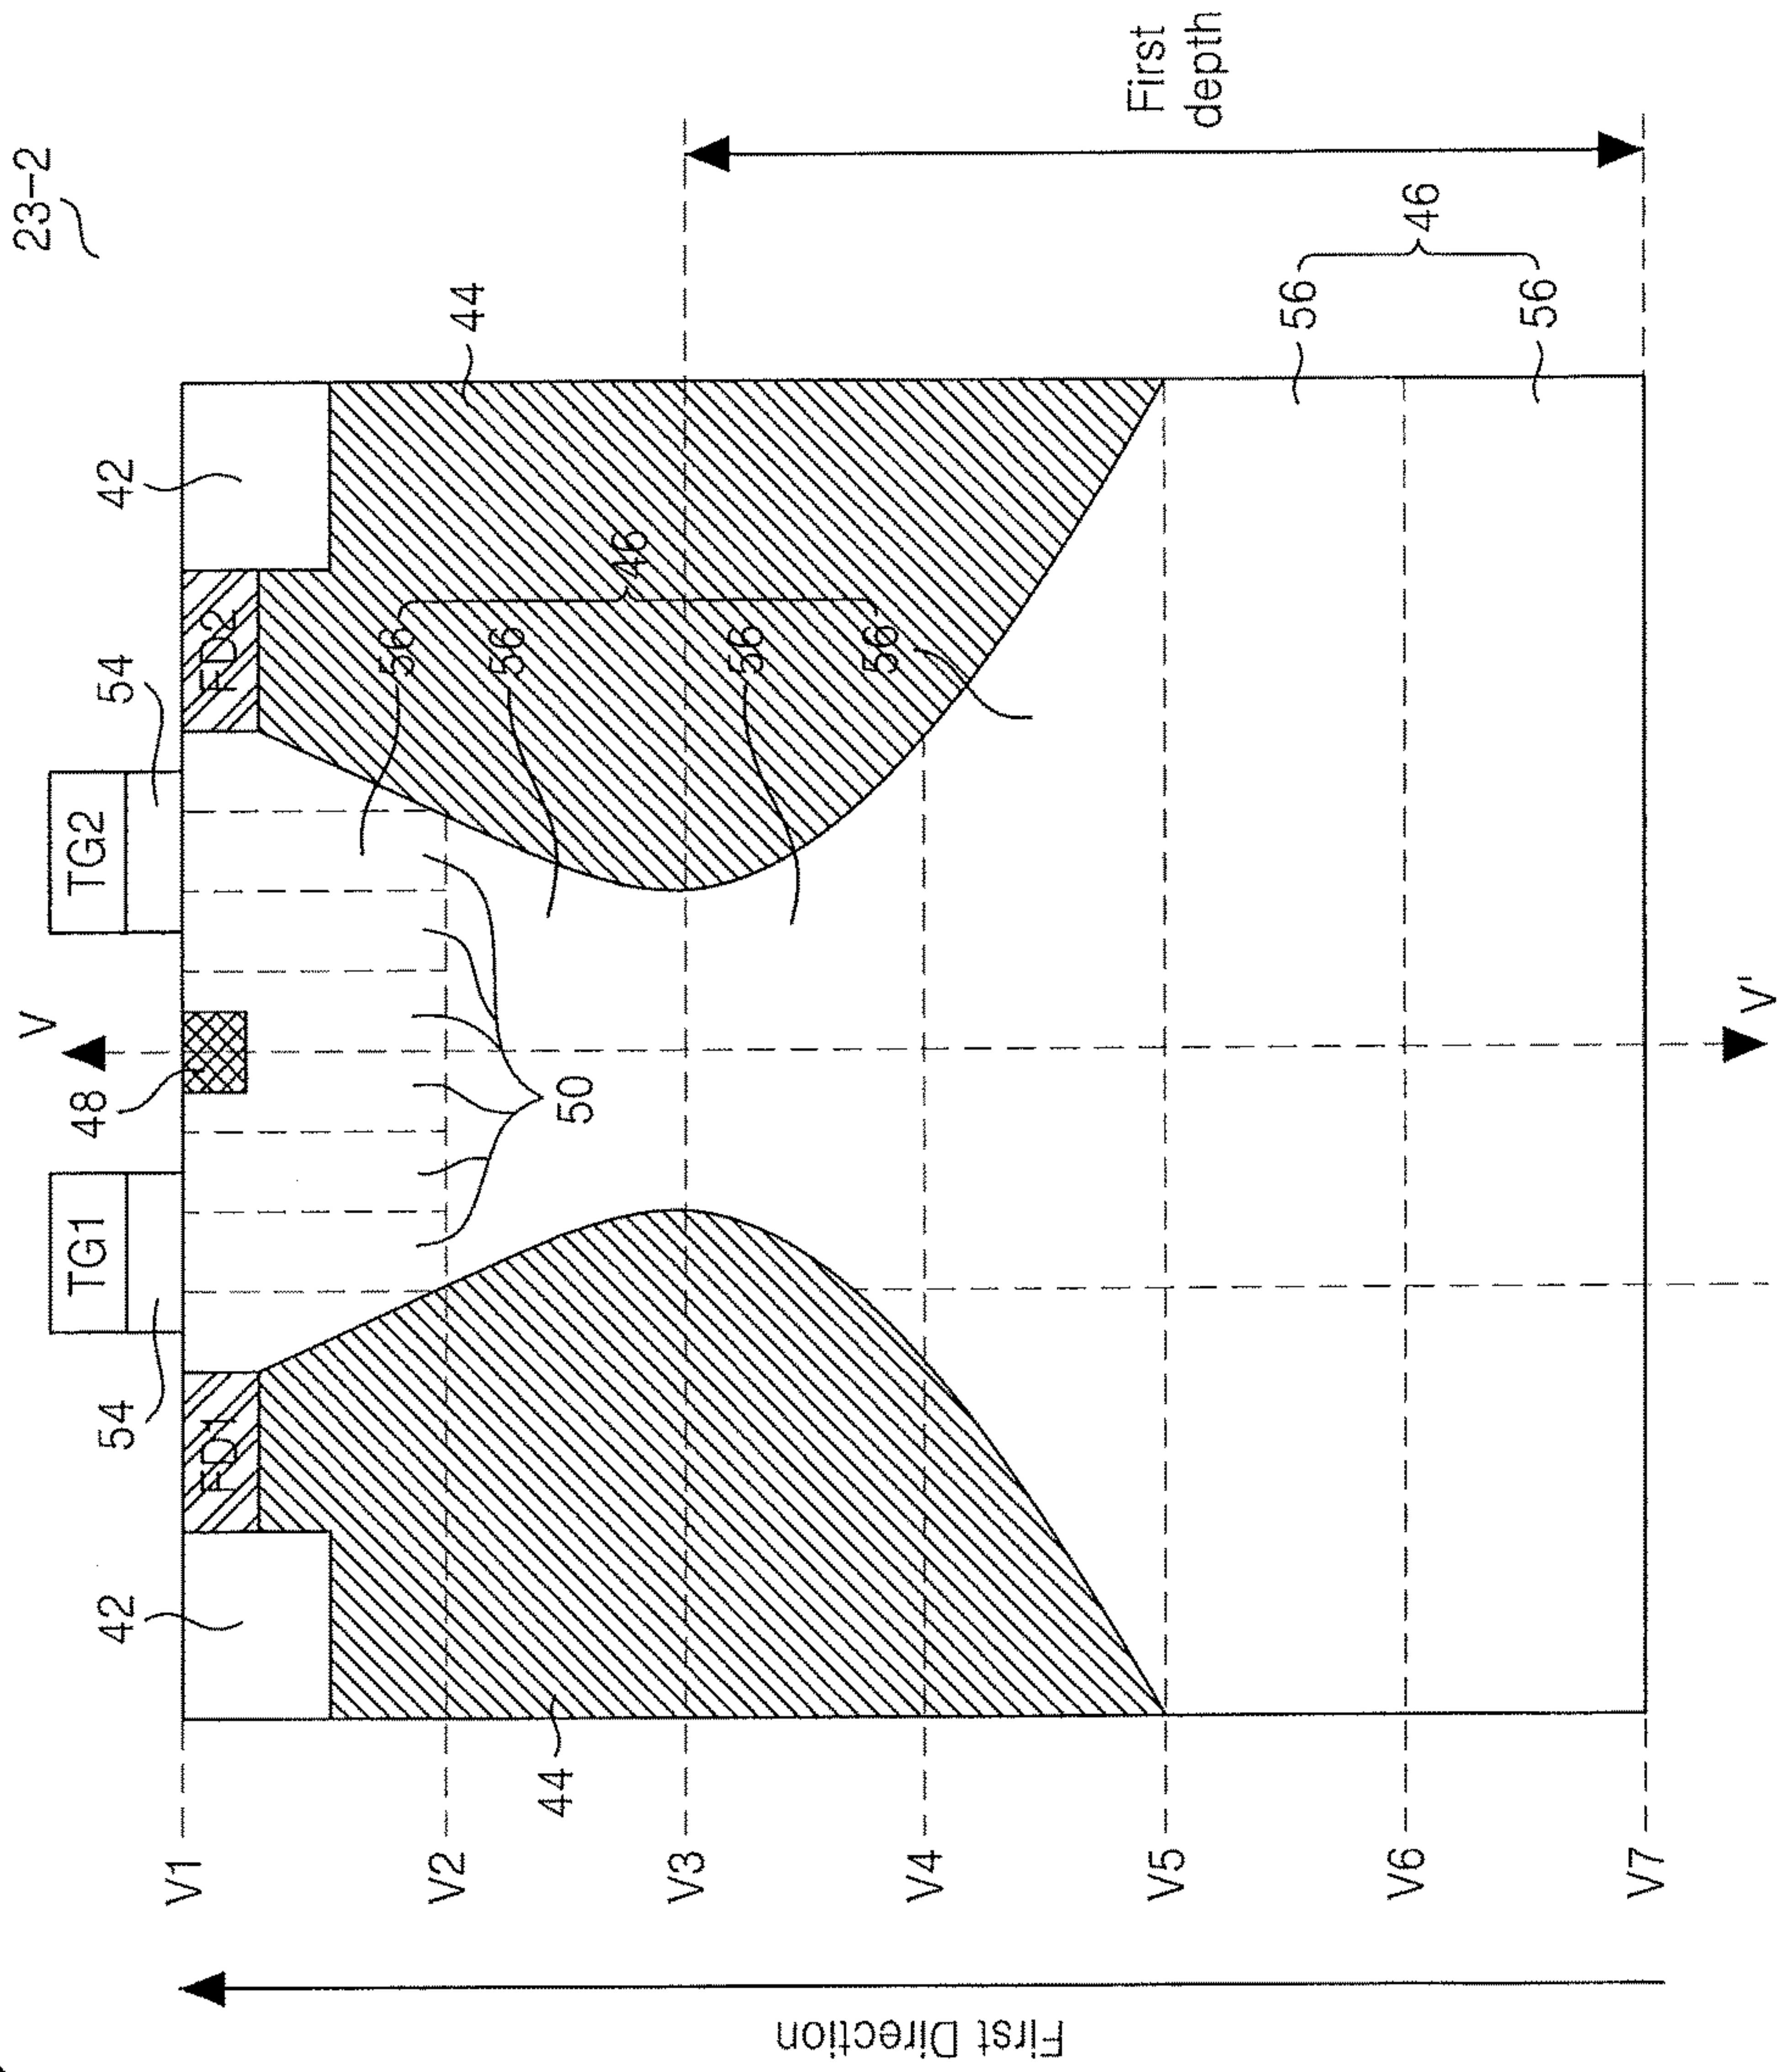 23-2
V
TG1
48
TG2
42
54
54
42
V1
FD1
FD2
V2
56
44
56
44
50
46
V3
56
56
V4
First Direction
V5
First
depth
56
V6
46
56
V7
V'